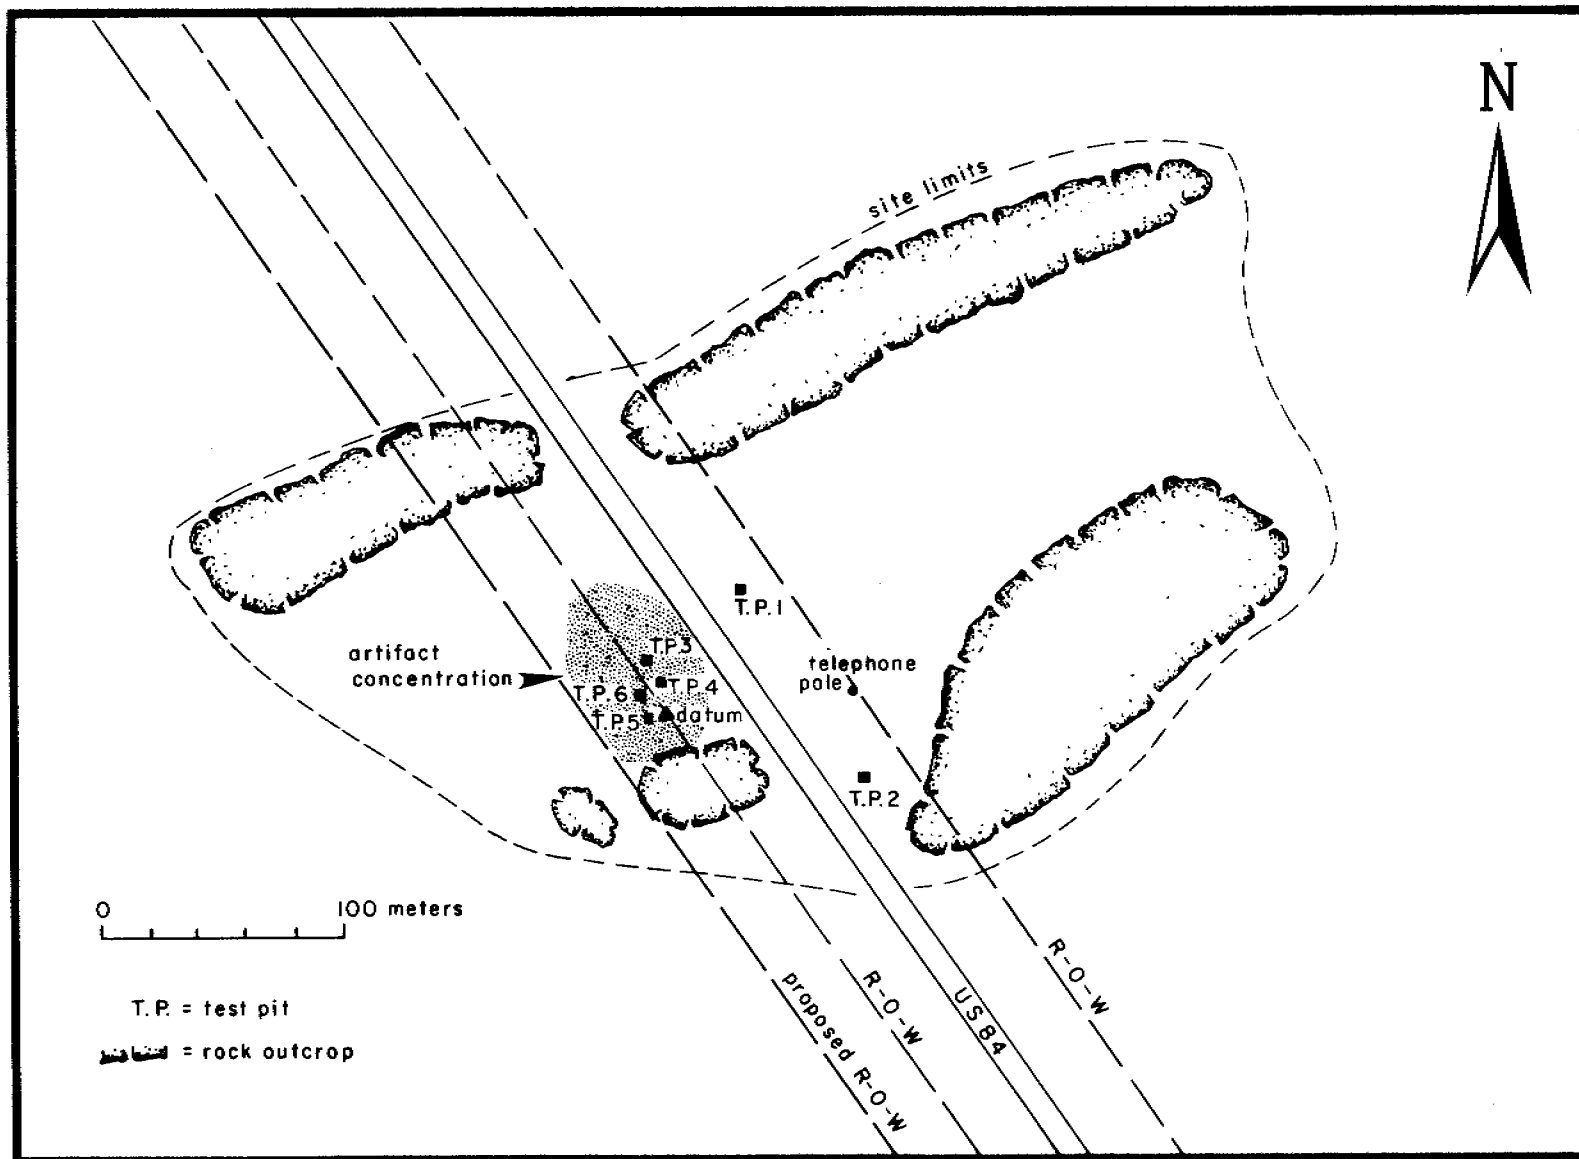 N
site limits
T.P. 1
artifact
concentration
T.P.3
T.P.4
T.P.6
T.P.5
datum
telephone
pole
T.P.2
0 100 meters
T.P. = test pit
= rock outcrop
proposed R-O-W
R-O-W
US 84
R-O-W